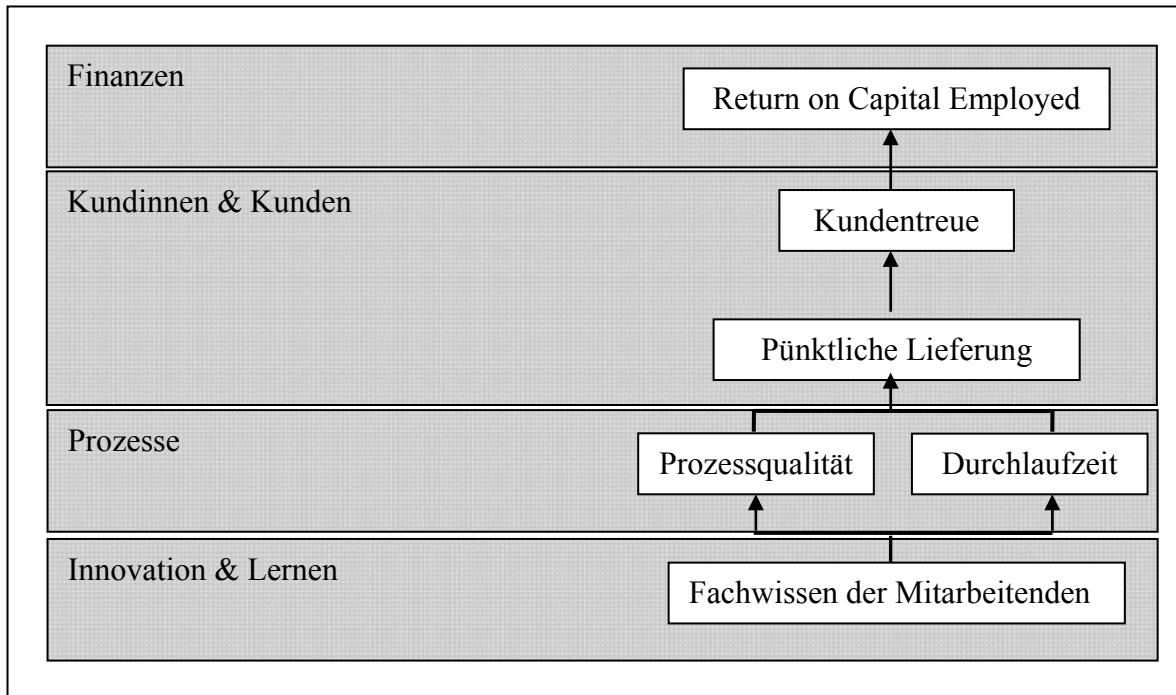 Finanzen
Return on Capital Employed
Kundinnen & Kunden
Kundentreue
Pünktliche Lieferung
Prozesse
Prozessqualität
Durchlaufzeit
Innovation & Lernen
Fachwissen der Mitarbeitenden